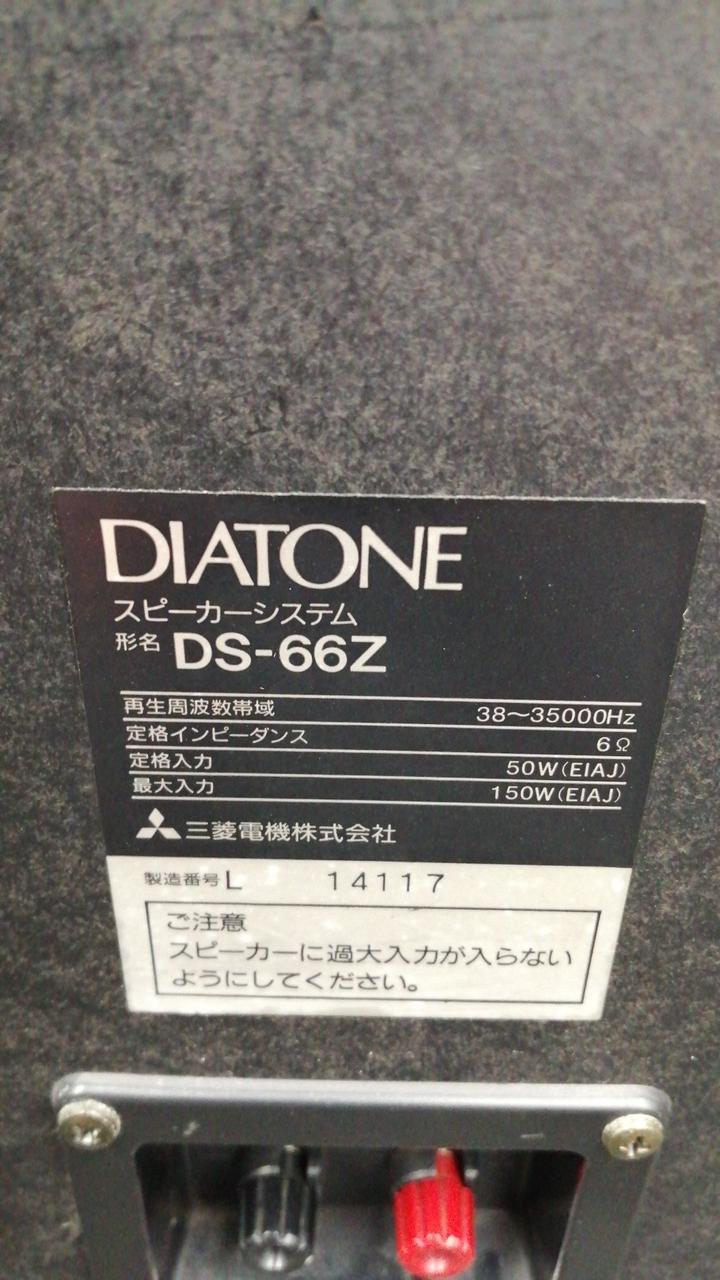 DIATONE
スピーカーシステム
形名 DS-66Z
再生周波数帯域 38〜35000Hz
定格インピーダンス 6Ω
定格入力 50W(EIAJ)
最大入力 150W(EIAJ)
三菱電機株式会社
製造番号 L 14117
ご注意
スピーカーに過大入力が入らない
ようにしてください。